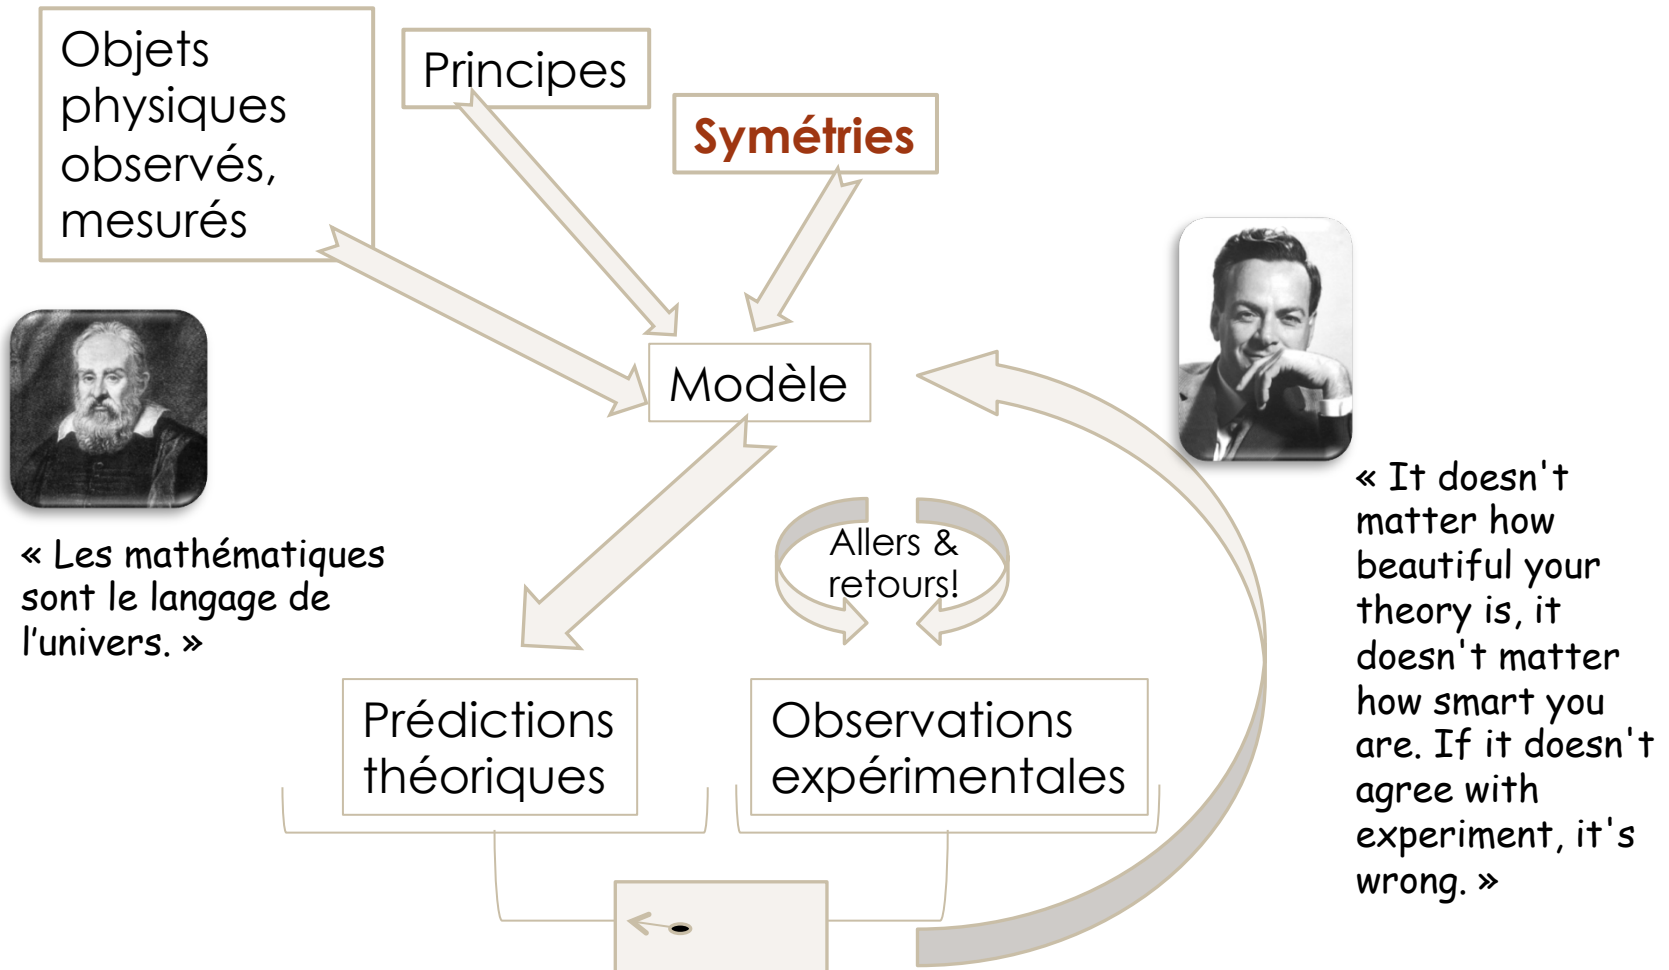 Objets
physiques
observés,
mesurés
Principes
Symétries
Modèle
« Les mathématiques
sont le langage de
l'univers. »
Allers &
retours!
« It doesn't
matter how
beautiful your
theory is, it
doesn't matter
how smart you
are. If it doesn't
agree with
experiment, it's
wrong. »
Prédictions
théoriques
Observations
expérimentales